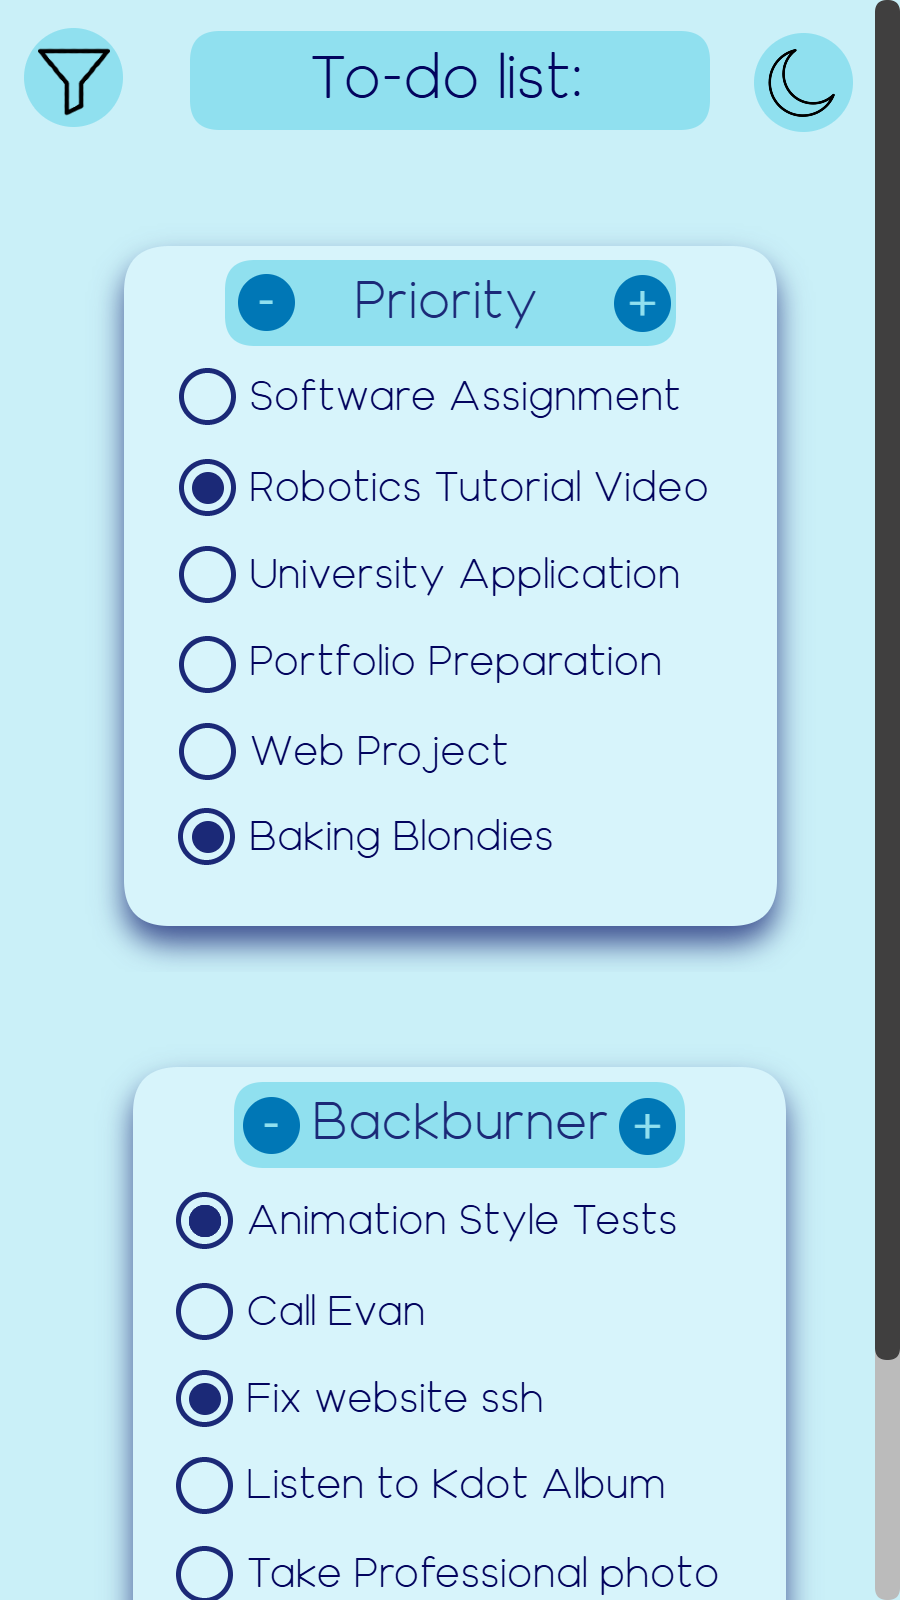 To-do list:
- Priority +
Software Assignment
Robotics Tutorial Video
University Application
Portfolio Preparation
Web Project
Baking Blondies
- Backburner +
Animation Style Tests
Call Evan
Fix website ssh
Listen to Kdot Album
Take Professional photo